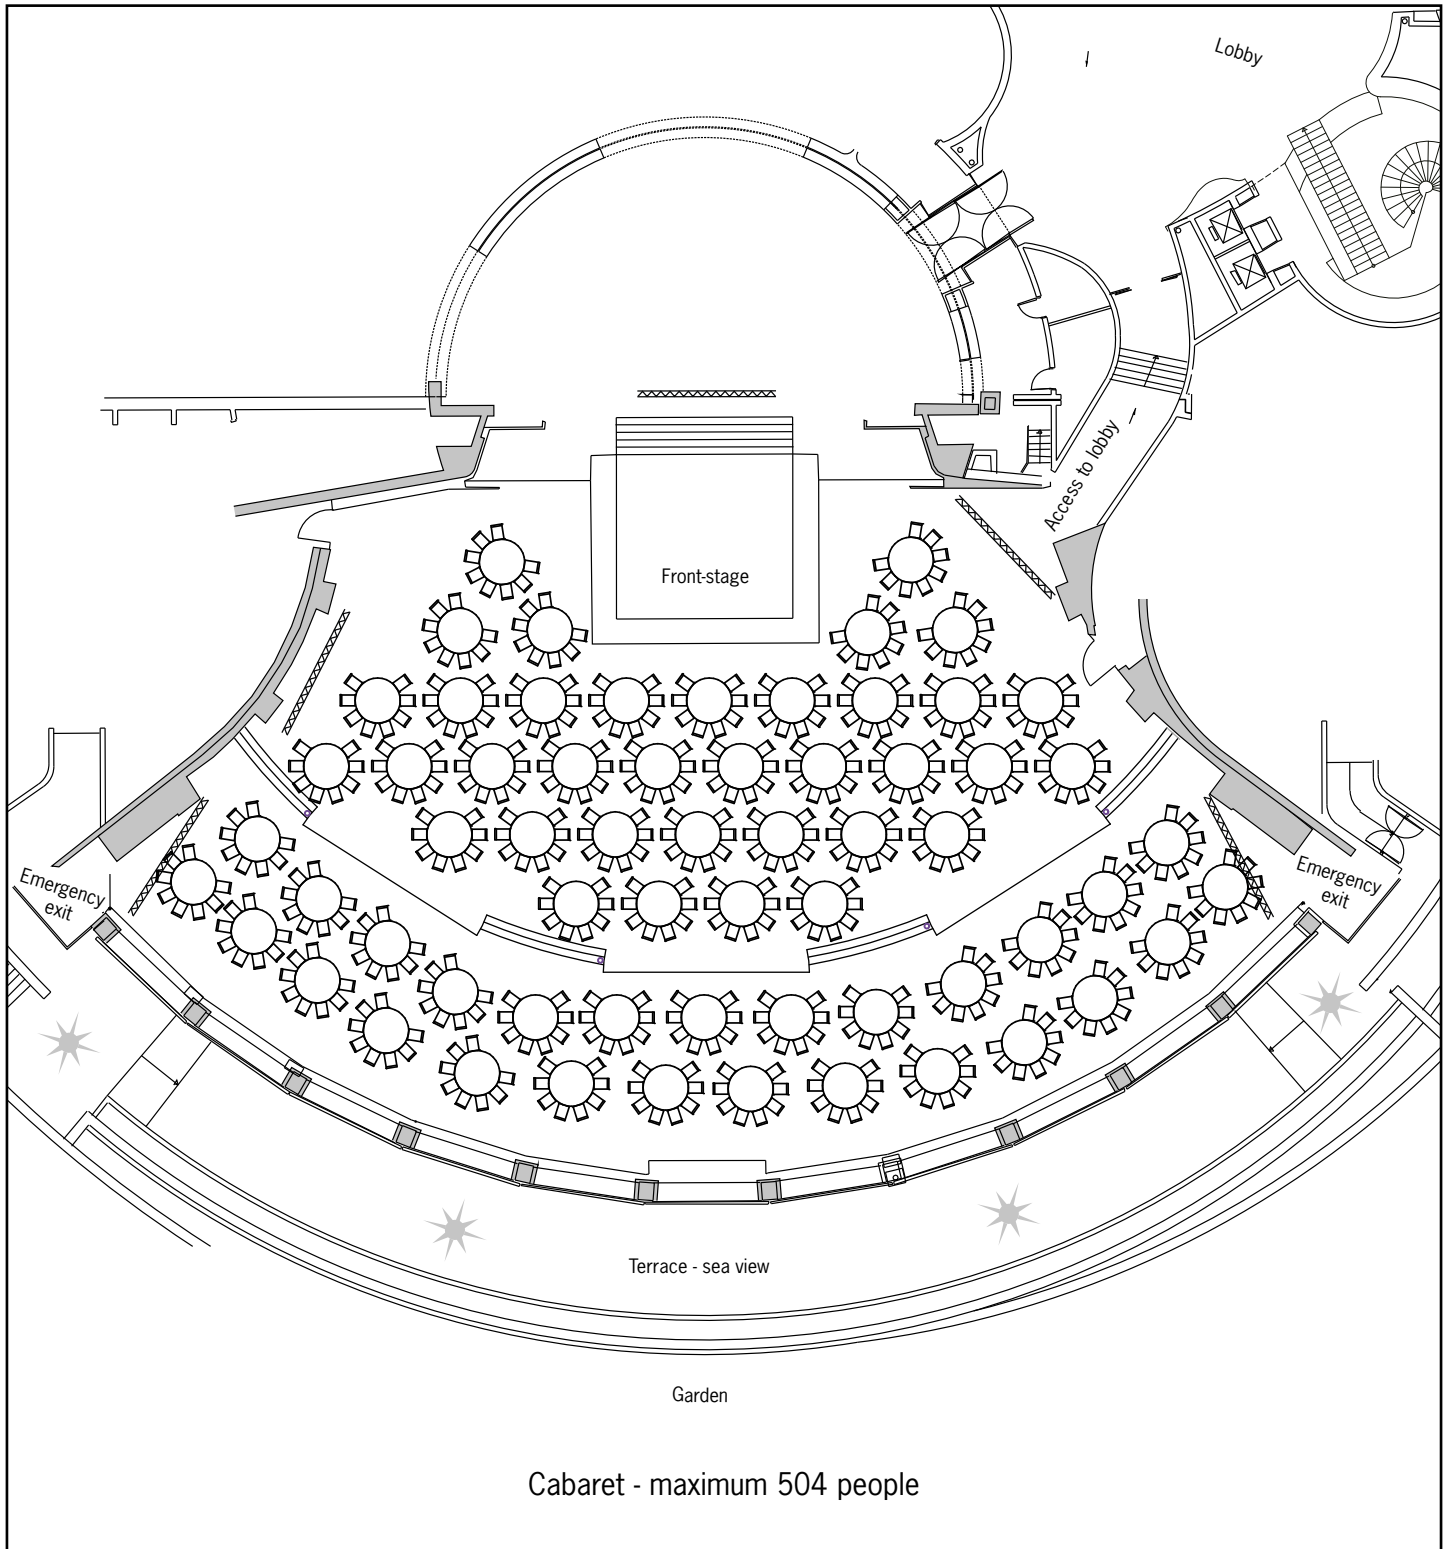 Lobby
Access to lobby
Front-stage
Emergency
exit
Emergency
exit
Terrace - sea view
Garden
Cabaret - maximum 504 people